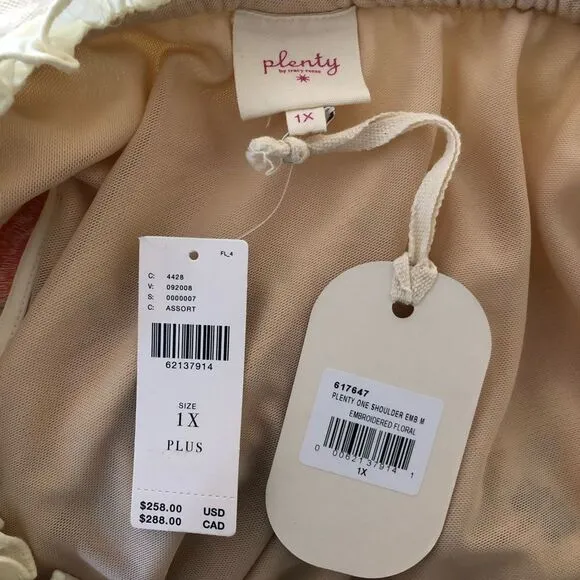 plenty
by tracy reese
1X
FL_4
C: 4428
V: 092008
S: 0000007
C: ASSORT
62137914
SIZE
1X
PLUS
$258.00 USD
$288.00 CAD
617647
PLENTY ONE SHOULDER EMB M
EMBROIDERED FLORAL
0 0062137914 1
1X